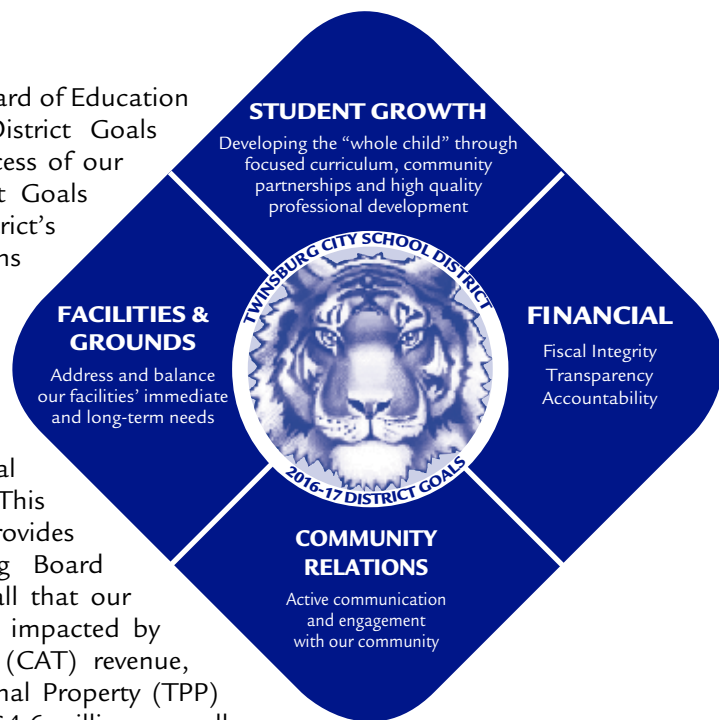 ard of Education
District Goals
cess of our
t Goals
rict's
ns
al
This
rovides
g Board
all that our
impacted by
(CAT) revenue,
nal Property (TPP)
STUDENT GROWTH
Developing the “whole child” through
focused curriculum, community
partnerships and high quality
professional development
FACILITIES &
GROUNDS
Address and balance
our facilities’ immediate
and long-term needs
TWINSBURG CITY SCHOOL DISTRICT
2016-17 DISTRICT GOALS
FINANCIAL
Fiscal Integrity
Transparency
Accountability
COMMUNITY
RELATIONS
Active communication
and engagement
with our community